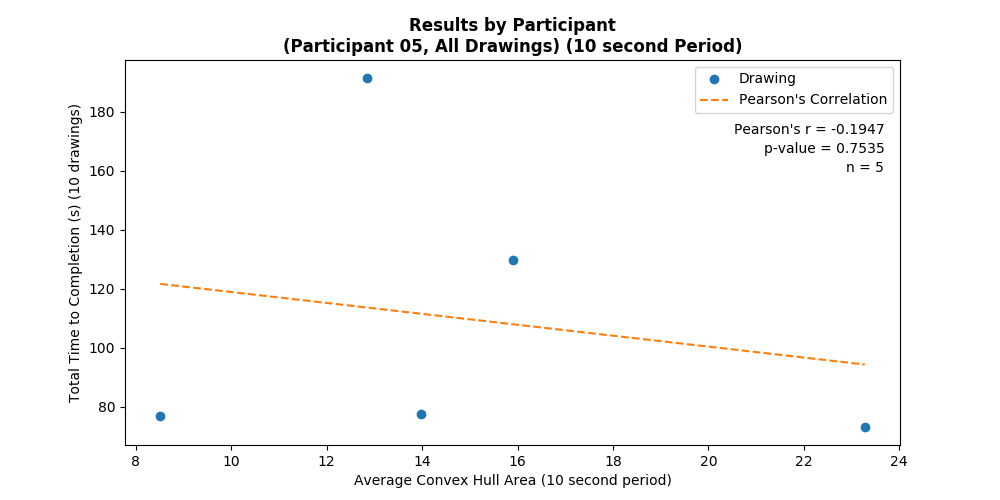 Results by Participant
(Participant 05, All Drawings) (10 second Period)
Drawing
Pearson's Correlation
Pearson's r = -0.1947
p-value = 0.7535
n = 5
Total Time to Completion (s) (10 drawings)
180
160
140
120
100
80
8 10 12 14 16 18 20 22 24
Average Convex Hull Area (10 second period)